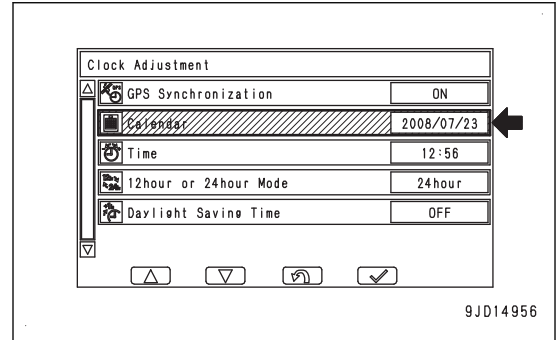 Clock Adjustment
GPS Synchronization ON
Calendar 2008/07/23
Time 12:56
12hour or 24hour Mode 24hour
Daylight Saving Time OFF
9JD14956